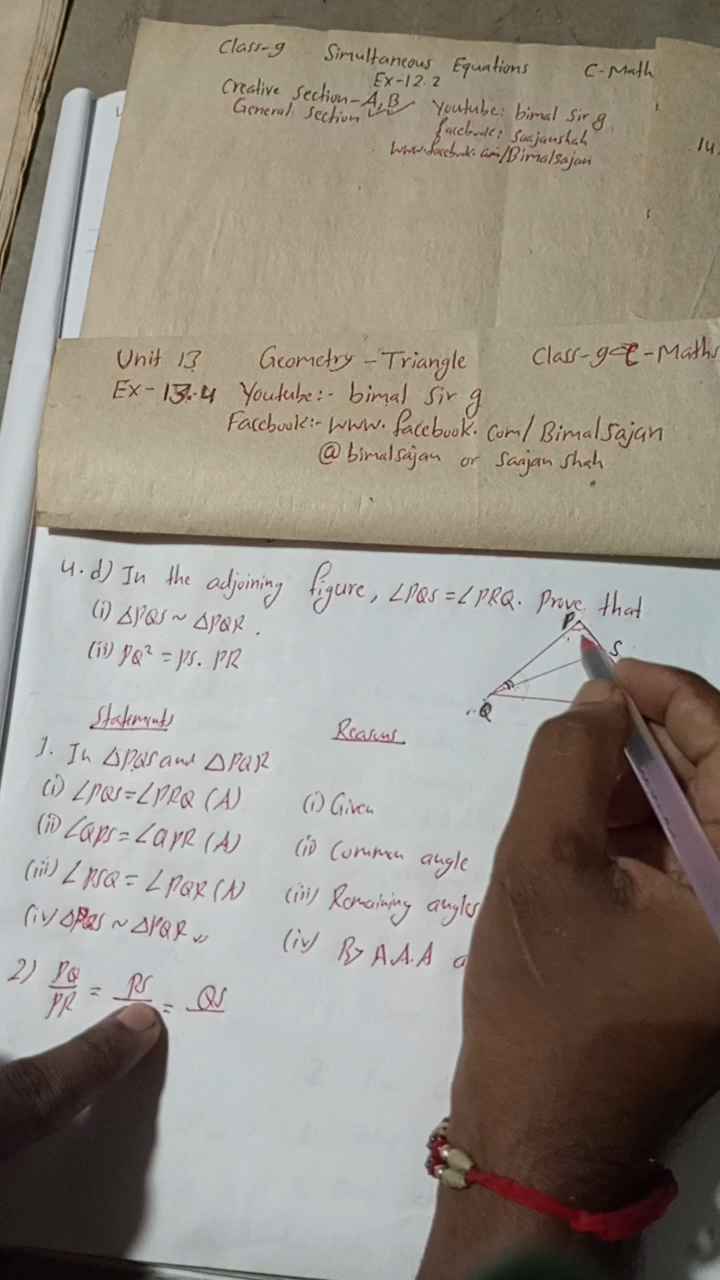 Class-9 Simultaneous Equations C-Math
Ex-12.2
Creative section-A,B
General section
Youtube: bimal sir g
facebook: Saajanshah
www.facebook.com/Bimalsajan
14.
Unit 13 Geometry - Triangle Class-9 C-Maths
Ex-13.4 Youtube:- bimal sir g
Facebook:- www.facebook.com/Bimalsajan
@bimalsajan or Saajan shah
4.d) In the adjoining figure, ∠PQS=∠PRQ. Prove that
(i) ΔPQS ~ ΔPQR.
(ii) PQ² = PS. PR
P
S
Q
Statements Reasons
1. In ΔPQS and ΔPQR
(i) ∠PQS=∠PRQ (A) (i) Given
(ii) ∠QPS=∠QPR (A) (ii) Common angle
(iii) ∠PSQ=∠PQR (A) (iii) Remaining angles
(iv) ΔPQS ~ ΔPQR (iv) By A.A.A a
2) PQ/PR = PS/ = QS/